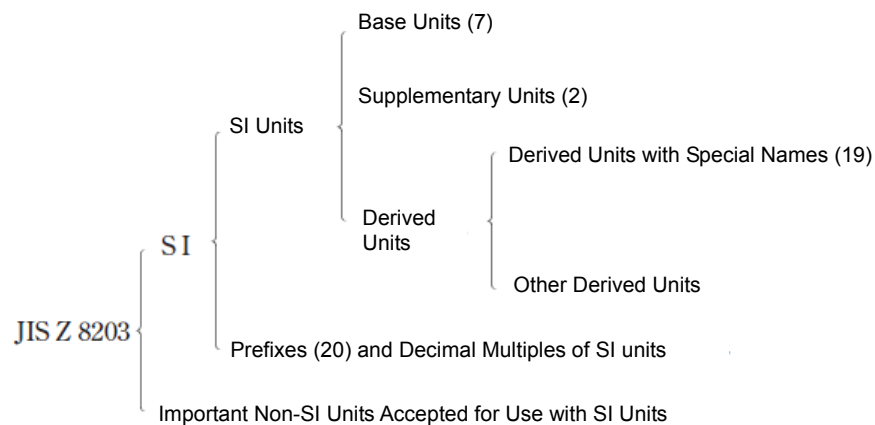 Base Units (7)
Supplementary Units (2)
SI Units
Derived Units with Special Names (19)
Derived
Units
SI
Other Derived Units
JIS Z 8203
Prefixes (20) and Decimal Multiples of SI units
Important Non-SI Units Accepted for Use with SI Units